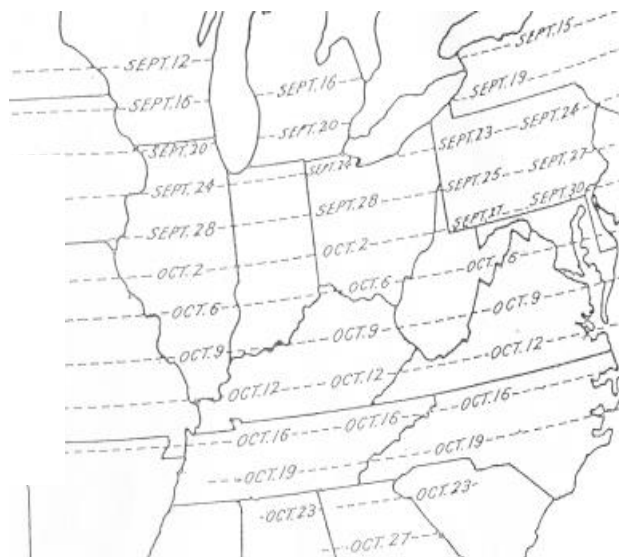 SEPT.15
SEPT.12
SEPT.16
SEPT.19
SEPT.16
SEPT.20
SEPT.23
SEPT.24
SEPT.20
SEPT.24
SEPT.25
SEPT.27
SEPT.24
SEPT.28
SEPT.30
SEPT.27
SEPT.28
OCT.2
OCT.2
OCT.6
OCT.6
OCT.6
OCT.9
OCT.9
OCT.9
OCT.12
OCT.12
OCT.12
OCT.16
OCT.16
OCT.16
OCT.19
OCT.19
OCT.23
OCT.23
OCT.27